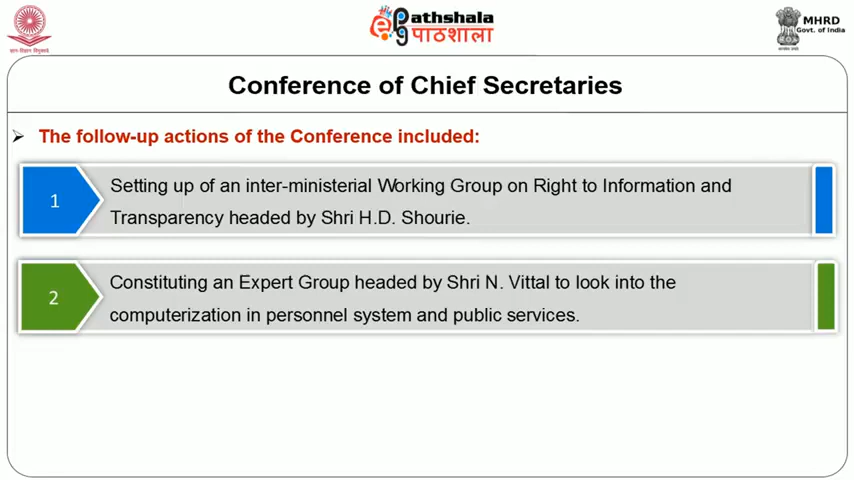 ePathshala
पाठशाला
MHRD
Govt. of India
ज्ञान-विज्ञान विमुक्तये
Conference of Chief Secretaries
➢ The follow-up actions of the Conference included:
1
Setting up of an inter-ministerial Working Group on Right to Information and
Transparency headed by Shri H.D. Shourie.
2
Constituting an Expert Group headed by Shri N. Vittal to look into the
computerization in personnel system and public services.